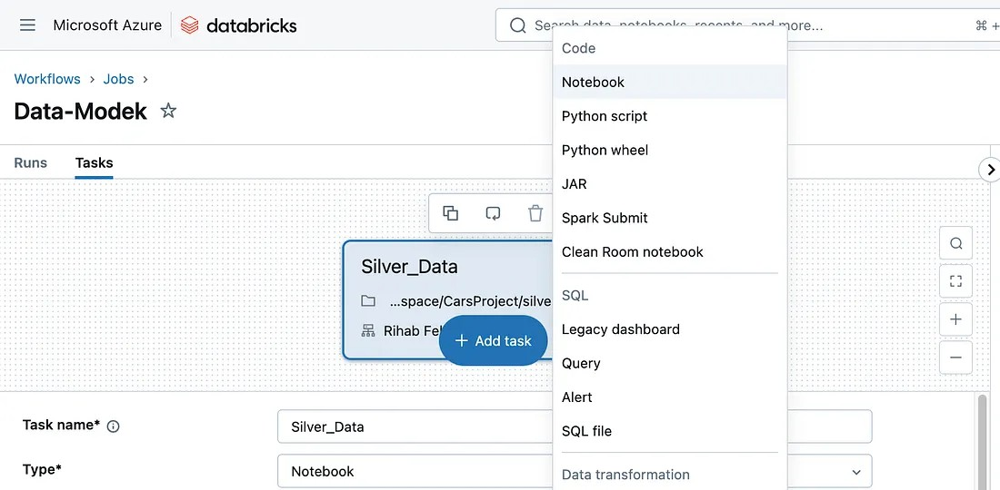 Microsoft Azure databricks
Search data, notebooks, recents, and more... ⌘ +
Workflows › Jobs ›
Data-Modek
Runs Tasks
Silver_Data
...space/CarsProject/silve
Rihab Fe
+ Add task
Task name*
Silver_Data
Type*
Notebook
Code
Notebook
Python script
Python wheel
JAR
Spark Submit
Clean Room notebook
SQL
Legacy dashboard
Query
Alert
SQL file
Data transformation